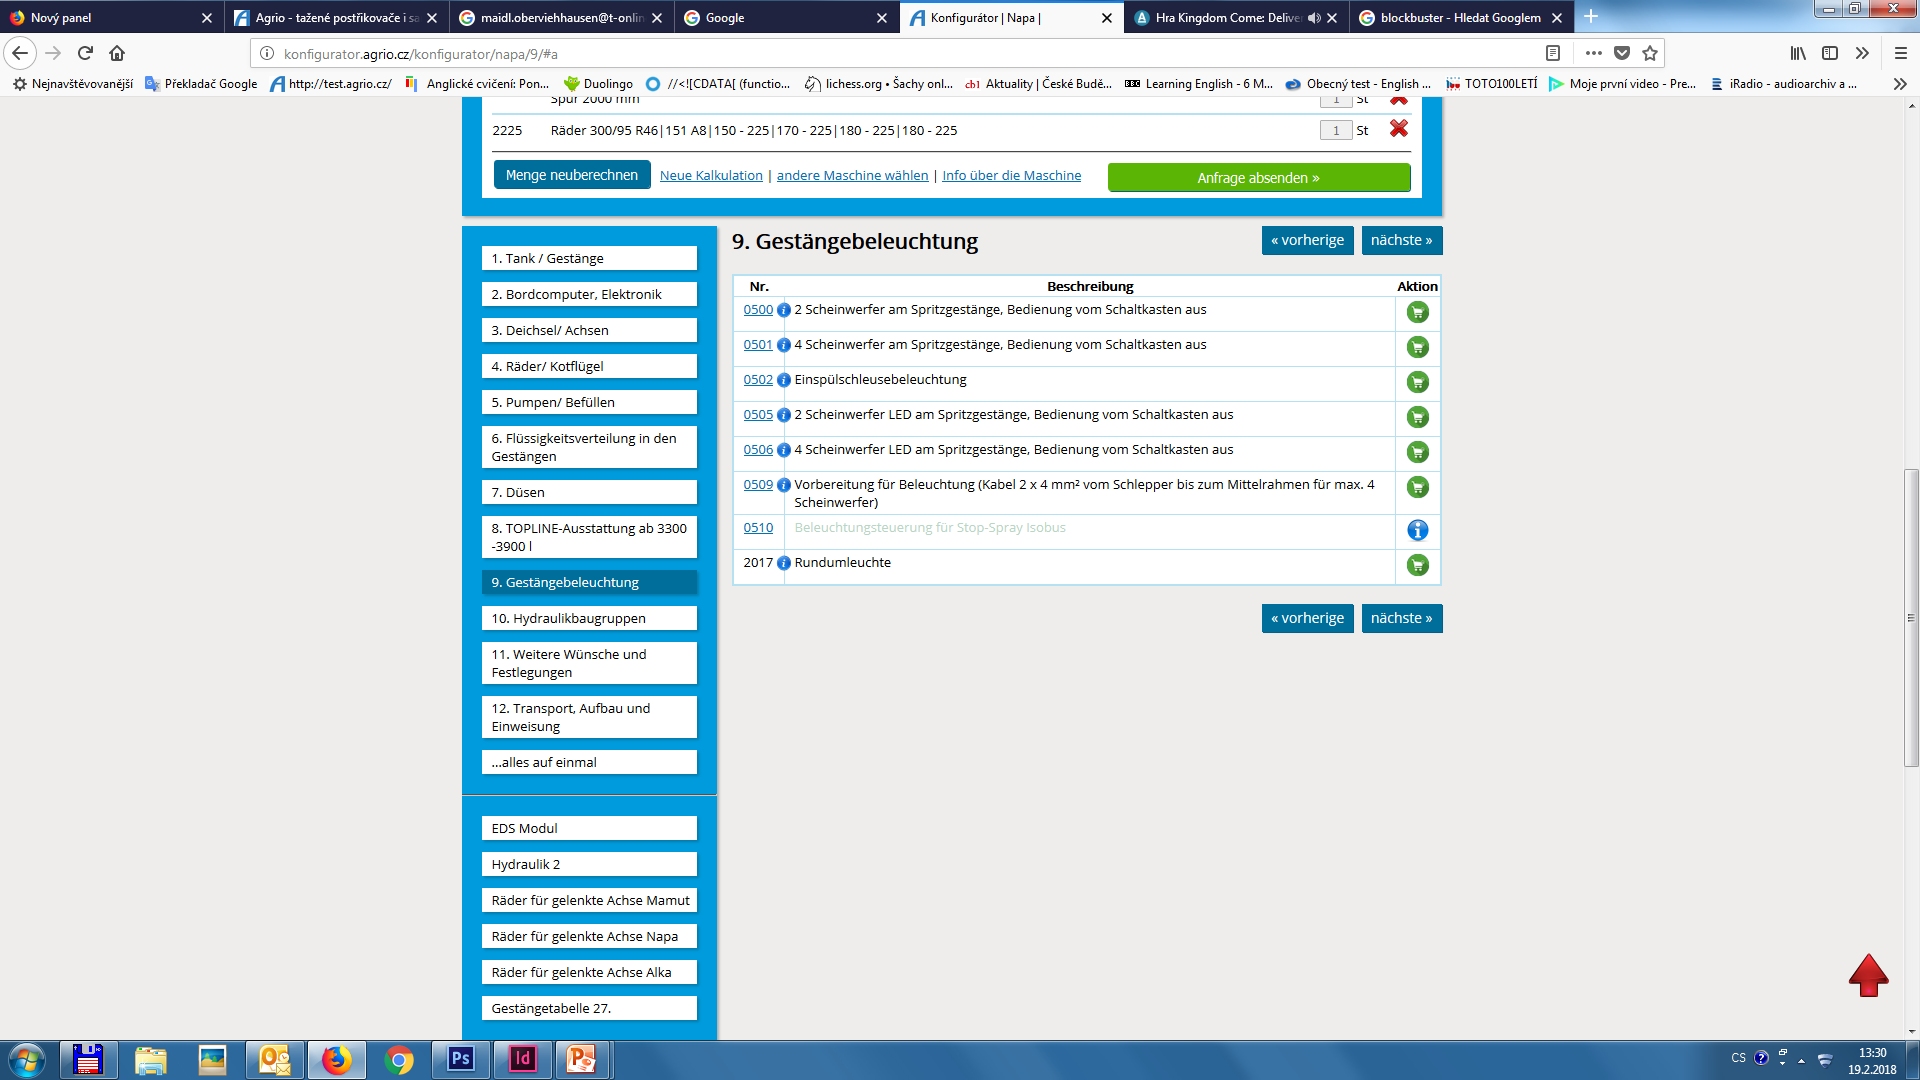 Nový panel
Agrio - tažené postřikovače i sa
maidl.oberviehhausen@t-onlin
Google
Konfigurátor | Napa |
Hra Kingdom Come: Deliver
blockbuster - Hledat Googlem
konfigurator.agrio.cz/konfigurator/napa/9/#a
Nejnavštěvovanější
Překladač Google
http://test.agrio.cz/
Anglické cvičení: Pon...
Duolingo
//<![CDATA[ (functio...
lichess.org • Šachy onl...
Aktuality | České Budě...
Learning English - 6 M...
Obecný test - English ...
TOTO100LETÍ
Moje první video - Pre...
iRadio - audioarchiv a ...
Spur 2000 mm 1 St
2225 Räder 300/95 R46|151 A8|150 - 225|170 - 225|180 - 225|180 - 225 1 St
Menge neuberechnen Neue Kalkulation | andere Maschine wählen | Info über die Maschine Anfrage absenden »
1. Tank / Gestänge
2. Bordcomputer, Elektronik
3. Deichsel/ Achsen
4. Räder/ Kotflügel
5. Pumpen/ Befüllen
6. Flüssigkeitsverteilung in den
Gestängen
7. Düsen
8. TOPLINE-Ausstattung ab 3300
-3900 l
9. Gestängebeleuchtung
10. Hydraulikbaugruppen
11. Weitere Wünsche und
Festlegungen
12. Transport, Aufbau und
Einweisung
...alles auf einmal
EDS Modul
Hydraulik 2
Räder für gelenkte Achse Mamut
Räder für gelenkte Achse Napa
Räder für gelenkte Achse Alka
Gestängetabelle 27.
9. Gestängebeleuchtung
« vorherige nächste »
Nr. Beschreibung Aktion
0500 2 Scheinwerfer am Spritzgestänge, Bedienung vom Schaltkasten aus
0501 4 Scheinwerfer am Spritzgestänge, Bedienung vom Schaltkasten aus
0502 Einspülschleusebeleuchtung
0505 2 Scheinwerfer LED am Spritzgestänge, Bedienung vom Schaltkasten aus
0506 4 Scheinwerfer LED am Spritzgestänge, Bedienung vom Schaltkasten aus
0509 Vorbereitung für Beleuchtung (Kabel 2 x 4 mm² vom Schlepper bis zum Mittelrahmen für max. 4
Scheinwerfer)
0510 Beleuchtungsteuerung für Stop-Spray Isobus
2017 Rundumleuchte
« vorherige nächste »
CS
13:30
19.2.2018